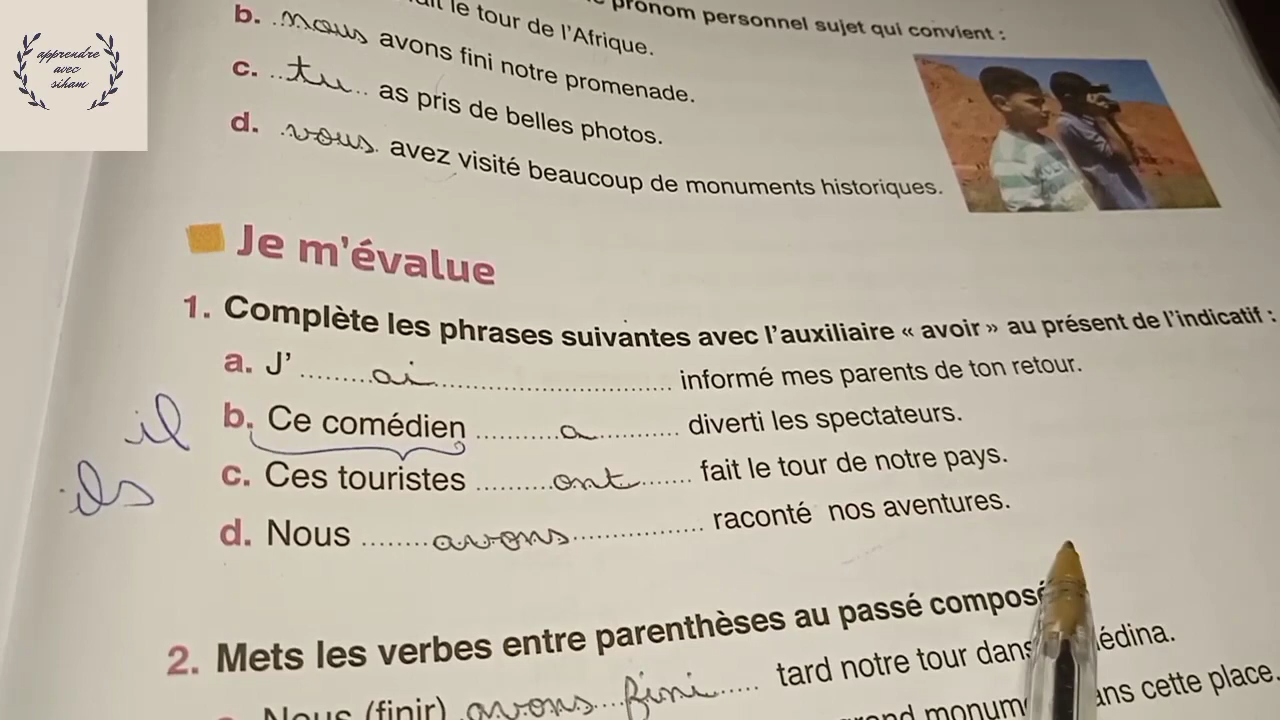 apprendre
avec
siham
pronom personnel sujet qui convient :
le tour de l'Afrique.
b. ..nous avons fini notre promenade.
c. ...tu... as pris de belles photos.
d. .vous. avez visité beaucoup de monuments historiques.
Je m'évalue
1. Complète les phrases suivantes avec l'auxiliaire « avoir » au présent de l'indicatif :
a. J' .........ai............................... informé mes parents de ton retour.
il b. Ce comédien ..........a.......... diverti les spectateurs.
ils c. Ces touristes .........ont....... fait le tour de notre pays.
d. Nous ........avons................ raconté nos aventures.
2. Mets les verbes entre parenthèses au passé composé
Nous (finir) .avons....fini..... tard notre tour dans
cette place.